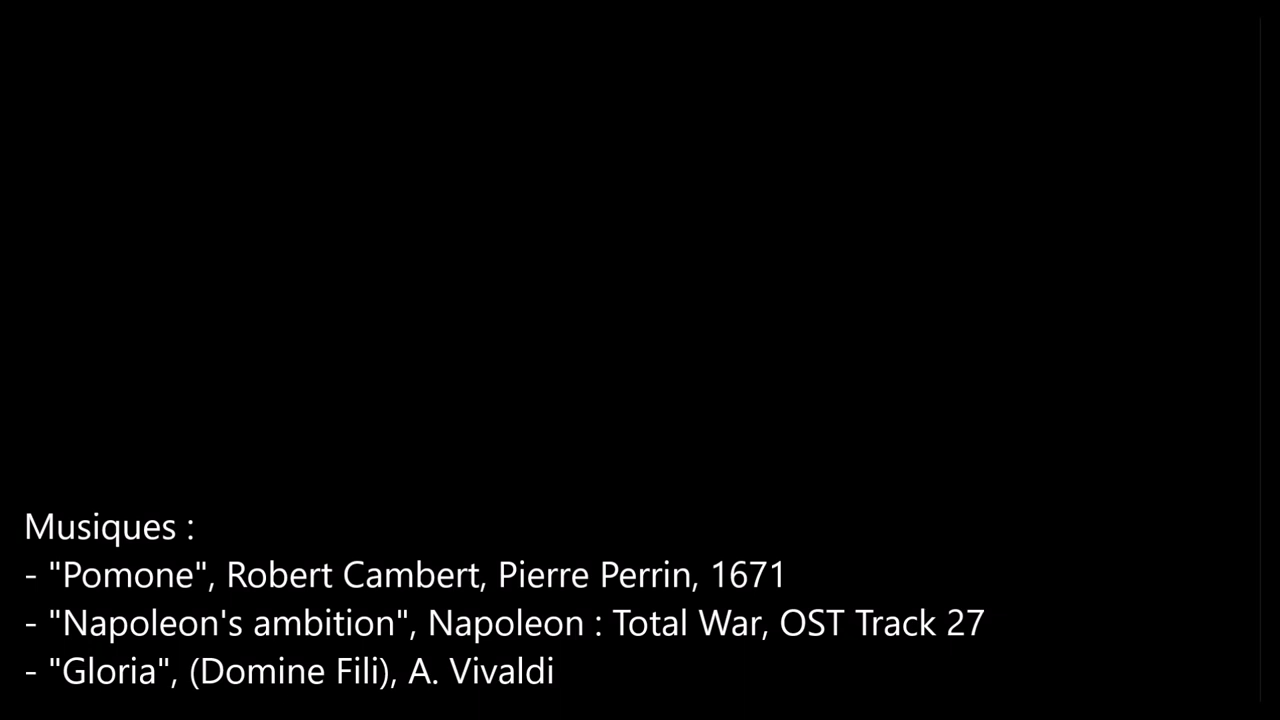 Musiques :
- "Pomone", Robert Cambert, Pierre Perrin, 1671
- "Napoleon's ambition", Napoleon : Total War, OST Track 27
- "Gloria", (Domine Fili), A. Vivaldi